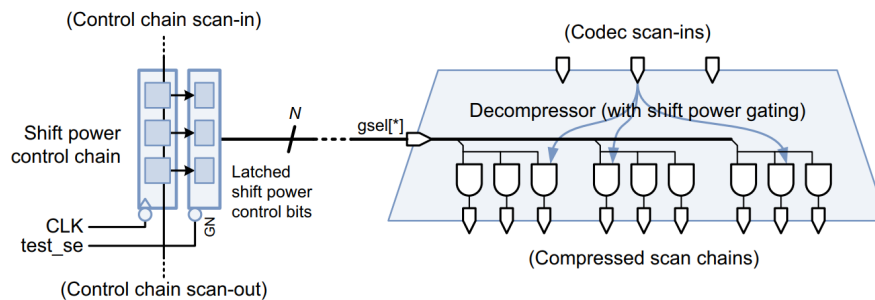 (Control chain scan-in)
(Codec scan-ins)
Shift power
control chain
N
gsel[*]
Decompressor (with shift power gating)
Latched
shift power
control bits
CLK
test_se
GN
(Control chain scan-out)
(Compressed scan chains)